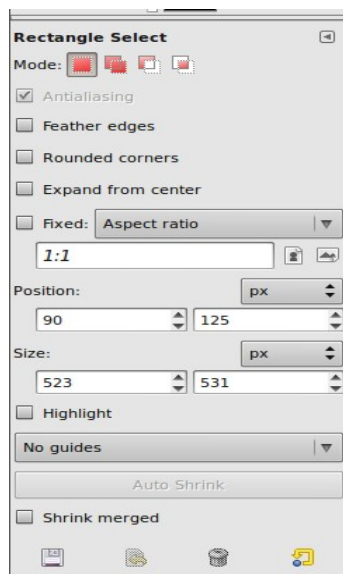 Rectangle Select
Mode:
Antialiasing
Feather edges
Rounded corners
Expand from center
Fixed: Aspect ratio
1:1
Position: px
90 125
Size: px
523 531
Highlight
No guides
Auto Shrink
Shrink merged